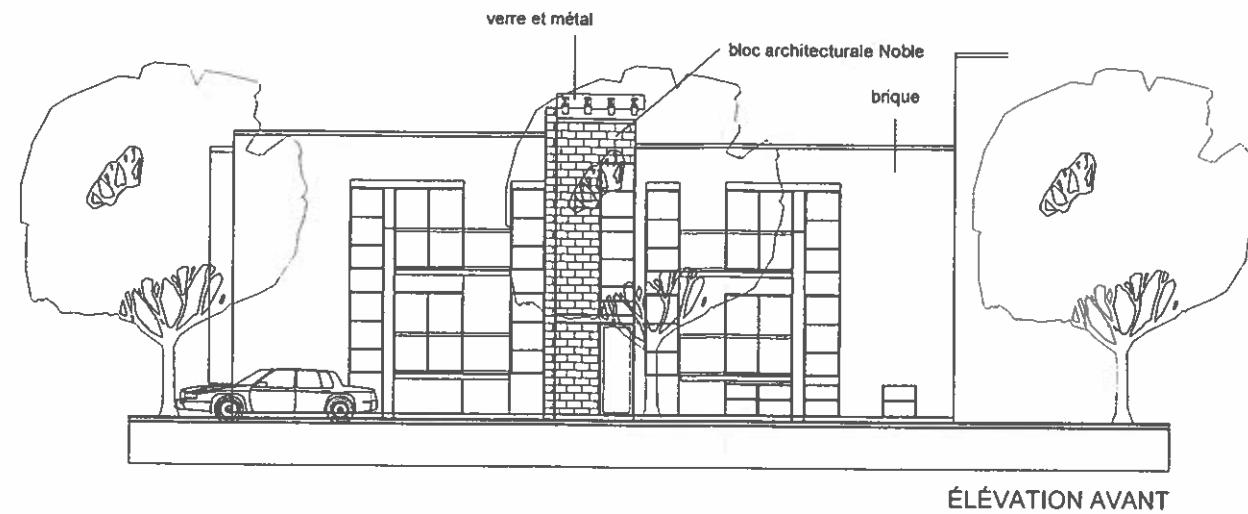 verre et métal
bloc architecturale Noble
brique
ÉLÉVATION AVANT